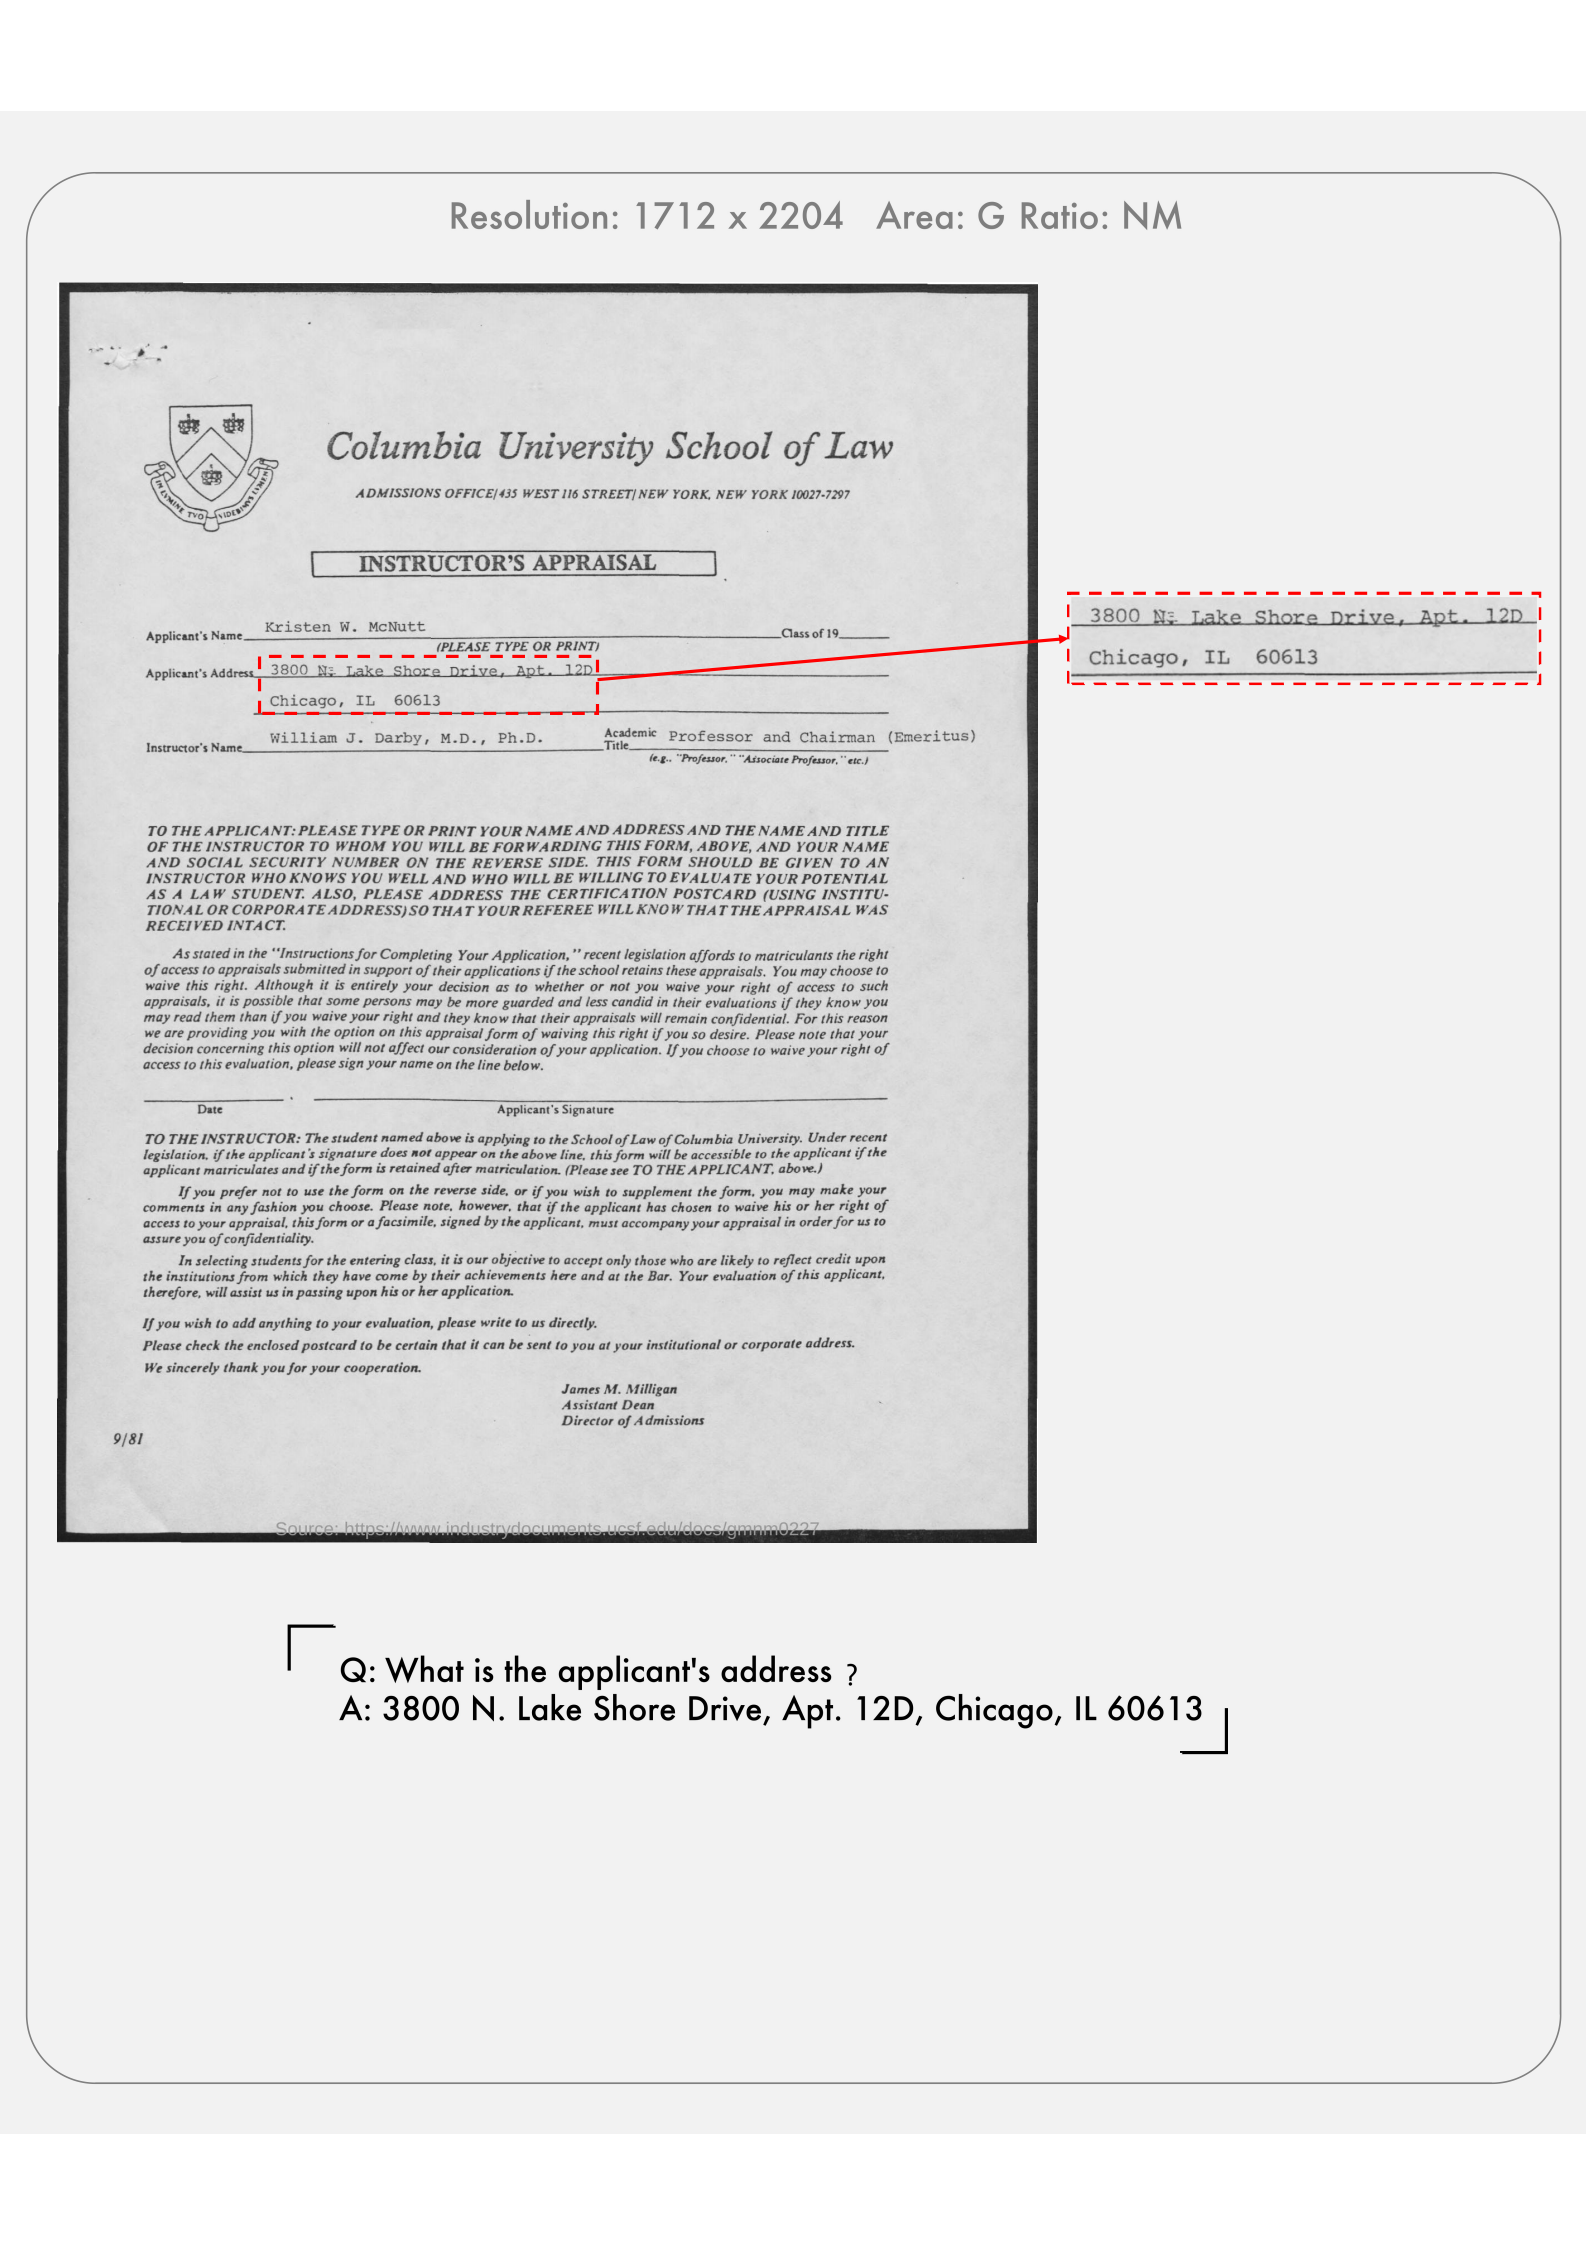 Resolution: 1712 x 2204 Area: G Ratio: NM
Columbia University School of Law
ADMISSIONS OFFICE/435 WEST 116 STREET/NEW YORK, NEW YORK 10027-7297
IN LVMINE TVO VIDEBIMVS LVMEN
INSTRUCTOR'S APPRAISAL
Applicant's Name Kristen W. McNutt Class of 19
(PLEASE TYPE OR PRINT)
Applicant's Address 3800 N. Lake Shore Drive, Apt. 12D
Chicago, IL 60613
3800 N. Lake Shore Drive, Apt. 12D
Chicago, IL 60613
Instructor's Name William J. Darby, M.D., Ph.D. Academic Title Professor and Chairman (Emeritus)
(e.g., "Professor," "Associate Professor," etc.)
TO THE APPLICANT: PLEASE TYPE OR PRINT YOUR NAME AND ADDRESS AND THE NAME AND TITLE
OF THE INSTRUCTOR TO WHOM YOU WILL BE FORWARDING THIS FORM, ABOVE, AND YOUR NAME
AND SOCIAL SECURITY NUMBER ON THE REVERSE SIDE. THIS FORM SHOULD BE GIVEN TO AN
INSTRUCTOR WHO KNOWS YOU WELL AND WHO WILL BE WILLING TO EVALUATE YOUR POTENTIAL
AS A LAW STUDENT. ALSO, PLEASE ADDRESS THE CERTIFICATION POSTCARD (USING INSTITU-
TIONAL OR CORPORATE ADDRESS) SO THAT YOUR REFEREE WILL KNOW THAT THE APPRAISAL WAS
RECEIVED INTACT.
As stated in the "Instructions for Completing Your Application," recent legislation affords to matriculants the right
of access to appraisals submitted in support of their applications if the school retains these appraisals. You may choose to
waive this right. Although it is entirely your decision as to whether or not you waive your right of access to such
appraisals, it is possible that some persons may be more guarded and less candid in their evaluations if they know you
may read them than if you waive your right and they know that their appraisals will remain confidential. For this reason
we are providing you with the option on this appraisal form of waiving this right if you so desire. Please note that your
decision concerning this option will not affect our consideration of your application. If you choose to waive your right of
access to this evaluation, please sign your name on the line below.
Date Applicant's Signature
TO THE INSTRUCTOR: The student named above is applying to the School of Law of Columbia University. Under recent
legislation, if the applicant's signature does not appear on the above line, this form will be accessible to the applicant if the
applicant matriculates and if the form is retained after matriculation. (Please see TO THE APPLICANT, above.)
If you prefer not to use the form on the reverse side, or if you wish to supplement the form, you may make your
comments in any fashion you choose. Please note, however, that if the applicant has chosen to waive his or her right of
access to your appraisal, this form or a facsimile, signed by the applicant, must accompany your appraisal in order for us to
assure you of confidentiality.
In selecting students for the entering class, it is our objective to accept only those who are likely to reflect credit upon
the institutions from which they have come by their achievements here and at the Bar. Your evaluation of this applicant,
therefore, will assist us in passing upon his or her application.
If you wish to add anything to your evaluation, please write to us directly.
Please check the enclosed postcard to be certain that it can be sent to you at your institutional or corporate address.
We sincerely thank you for your cooperation.
James M. Milligan
Assistant Dean
Director of Admissions
9/81
Source: https://www.industrydocuments.ucsf.edu/docs/gmnm0227
Q: What is the applicant's address ?
A: 3800 N. Lake Shore Drive, Apt. 12D, Chicago, IL 60613